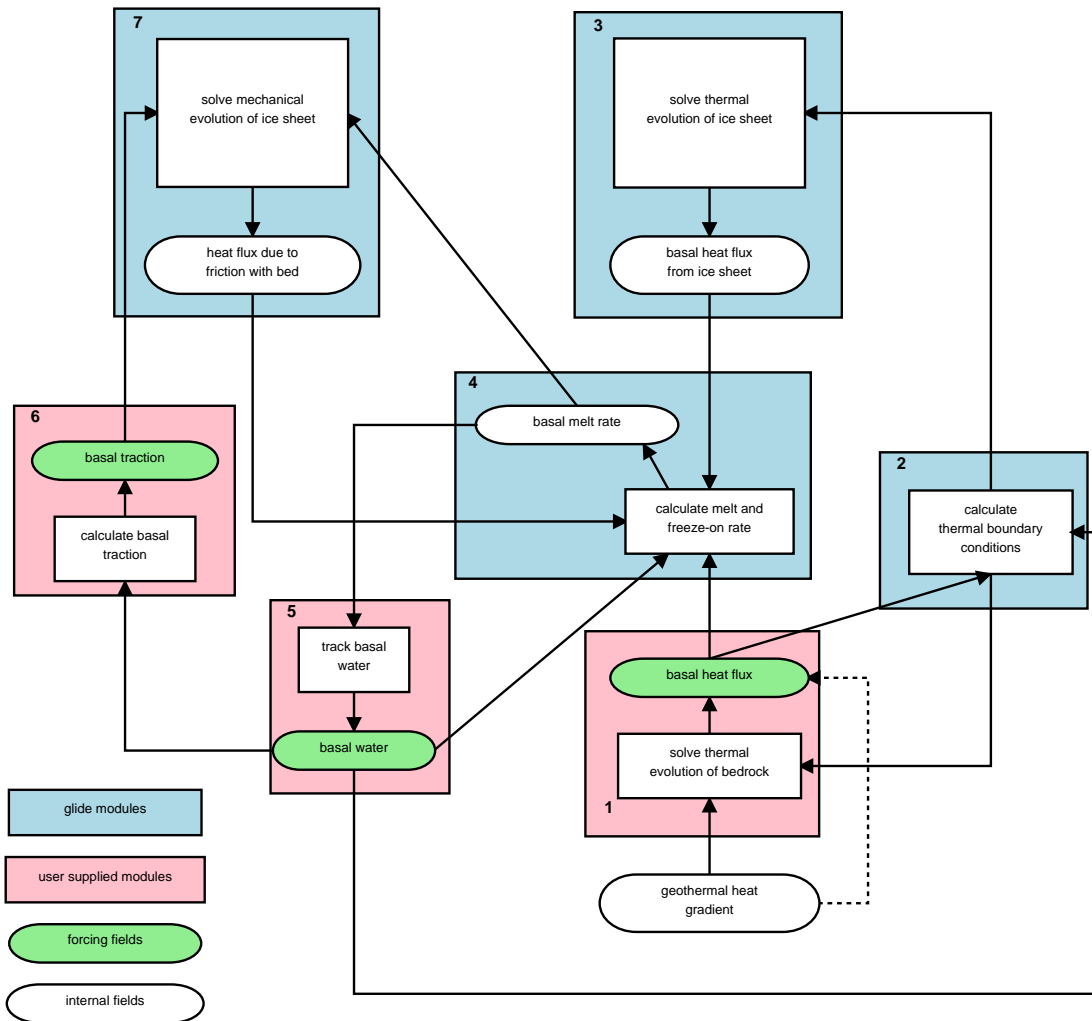 7
solve mechanical
evolution of ice sheet
heat flux due to
friction with bed
3
solve thermal
evolution of ice sheet
basal heat flux
from ice sheet
4
basal melt rate
calculate melt and
freeze-on rate
6
basal traction
calculate basal
traction
2
calculate
thermal boundary
conditions
5
track basal
water
basal water
basal heat flux
solve thermal
evolution of bedrock
1
geothermal heat
gradient
glide modules
user supplied modules
forcing fields
internal fields